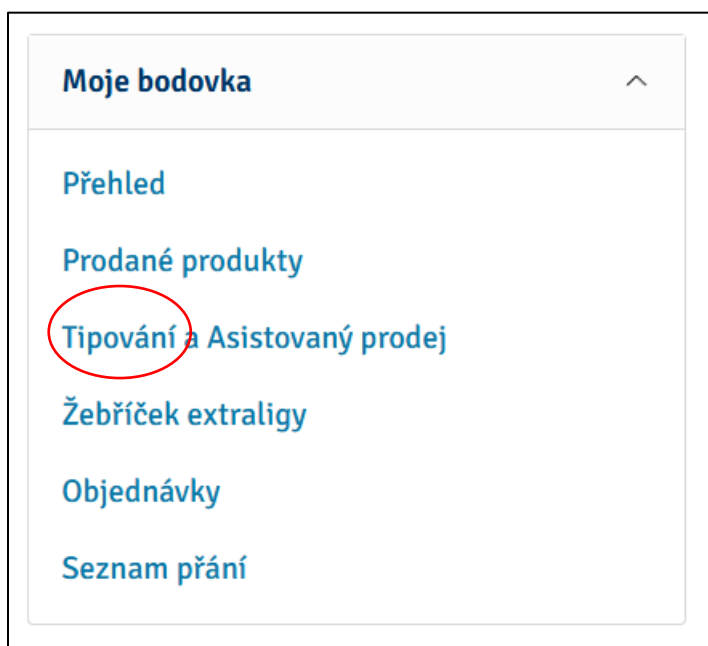 Moje bodovka
Přehled
Prodané produkty
Tipování a Asistovaný prodej
Žebříček extraligy
Objednávky
Seznam přání